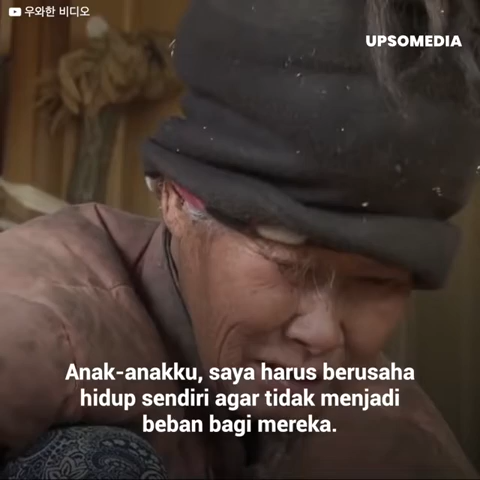 우와한 비디오
UPSOMEDIA
Anak-anakku, saya harus berusaha
hidup sendiri agar tidak menjadi
beban bagi mereka.